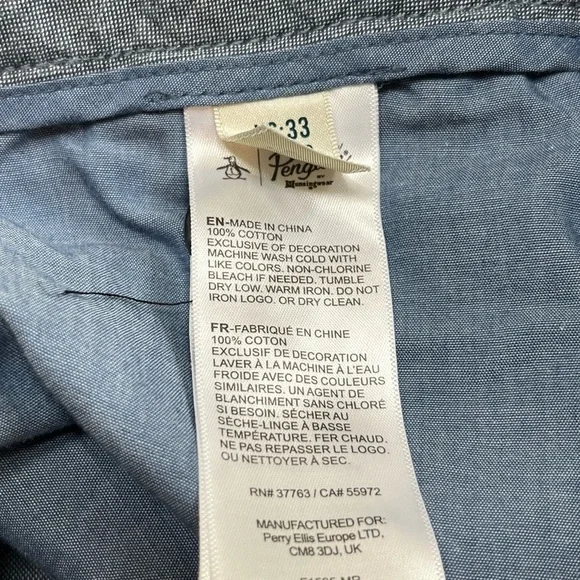 :33
Munsingwear
EN-MADE IN CHINA
100% COTTON
EXCLUSIVE OF DECORATION
MACHINE WASH COLD WITH
LIKE COLORS. NON-CHLORINE
BLEACH IF NEEDED. TUMBLE
DRY LOW. WARM IRON. DO NOT
IRON LOGO. OR DRY CLEAN.
FR-FABRIQUÉ EN CHINE
100% COTON
EXCLUSIF DE DECORATION
LAVER À LA MACHINE À L'EAU
FROIDE AVEC DES COULEURS
SIMILAIRES. UN AGENT DE
BLANCHIMENT SANS CHLORÉ
SI BESOIN. SÉCHER AU
SÈCHE-LINGE À BASSE
TEMPÉRATURE. FER CHAUD.
NE PAS REPASSER LE LOGO.
OU NETTOYER À SEC.
RN# 37763 / CA# 55972
MANUFACTURED FOR:
Perry Ellis Europe LTD,
CM8 3DJ, UK